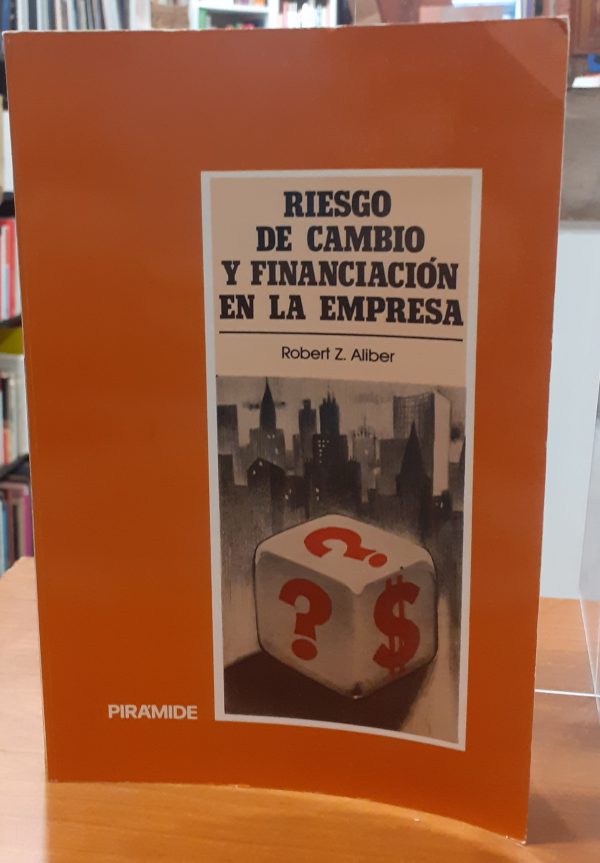 RIESGO
DE CAMBIO
Y FINANCIACIÓN
EN LA EMPRESA
Robert Z. Aliber
?
? $
PIRÁMIDE